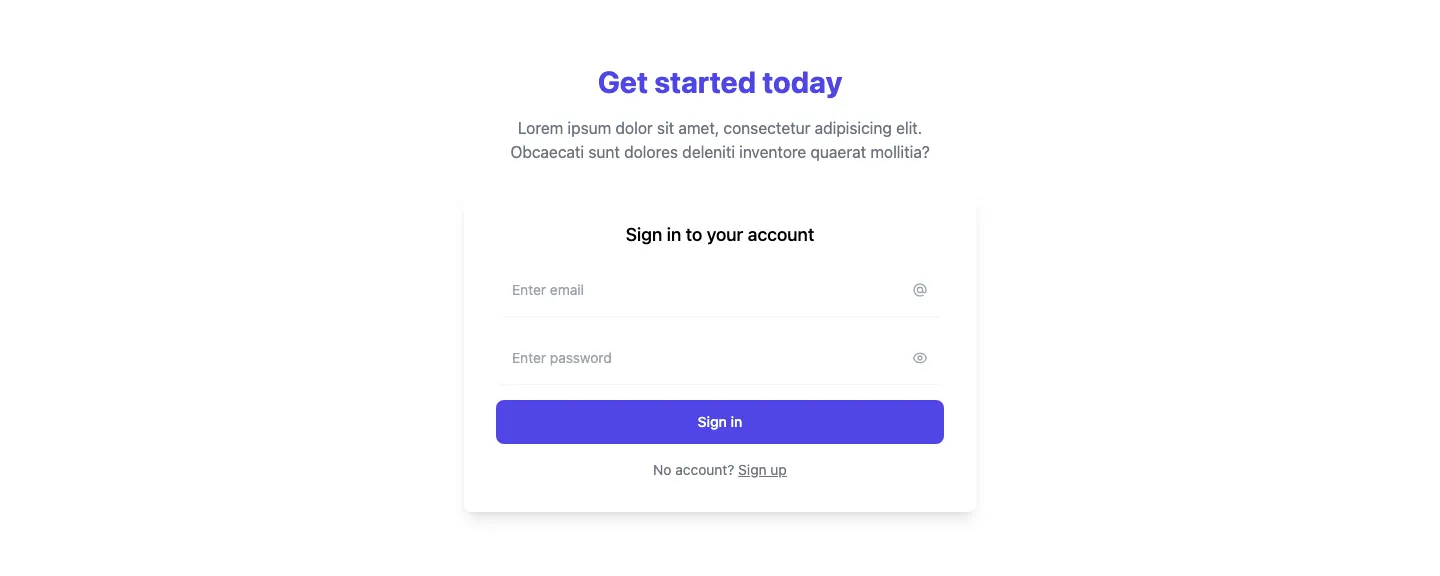 Get started today
Lorem ipsum dolor sit amet, consectetur adipisicing elit.
Obcaecati sunt dolores deleniti inventore quaerat mollitia?
Sign in to your account
Enter email
Enter password
Sign in
No account? Sign up